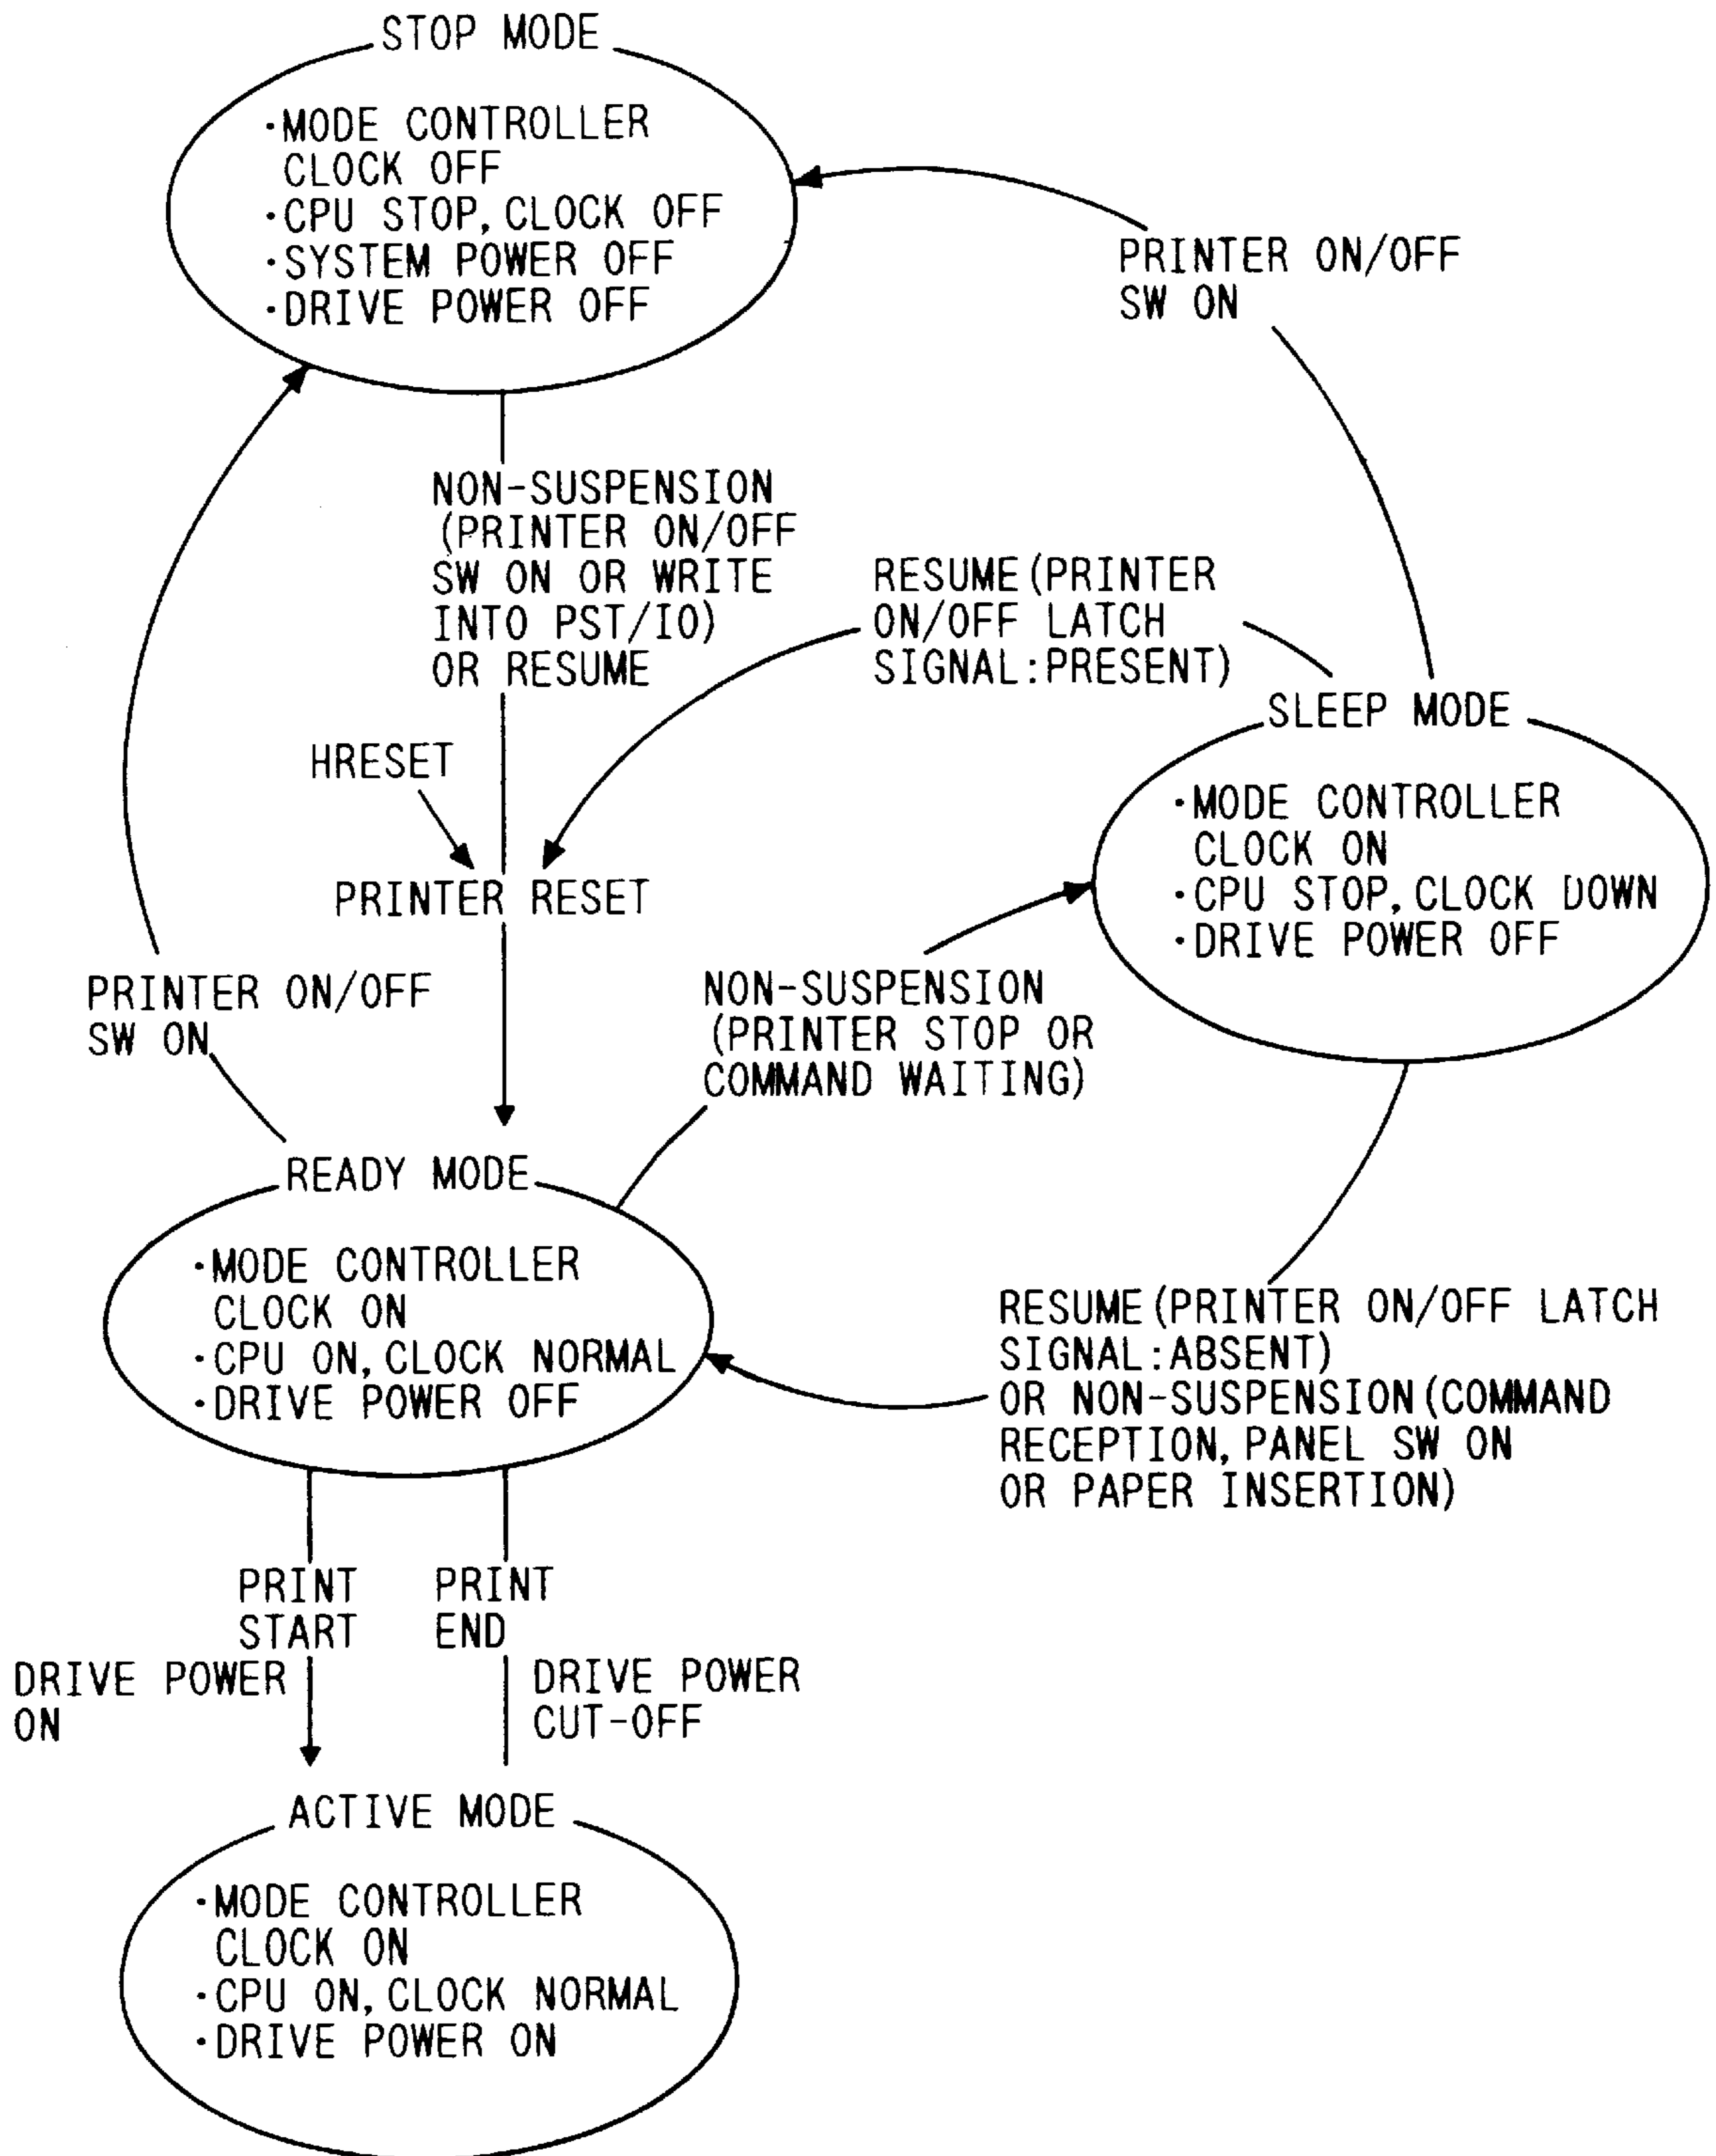 STOP MODE
·MODE CONTROLLER
CLOCK OFF
·CPU STOP, CLOCK OFF
·SYSTEM POWER OFF
·DRIVE POWER OFF
PRINTER ON/OFF
SW ON
NON-SUSPENSION
(PRINTER ON/OFF
SW ON OR WRITE
INTO PST/IO)
OR RESUME
RESUME(PRINTER
ON/OFF LATCH
SIGNAL:PRESENT)
HRESET
PRINTER RESET
SLEEP MODE
·MODE CONTROLLER
CLOCK ON
·CPU STOP, CLOCK DOWN
·DRIVE POWER OFF
PRINTER ON/OFF
SW ON
NON-SUSPENSION
(PRINTER STOP OR
COMMAND WAITING)
READY MODE
·MODE CONTROLLER
CLOCK ON
·CPU ON, CLOCK NORMAL
·DRIVE POWER OFF
RESUME(PRINTER ON/OFF LATCH
SIGNAL:ABSENT)
OR NON-SUSPENSION(COMMAND
RECEPTION, PANEL SW ON
OR PAPER INSERTION)
PRINT
START
PRINT
END
DRIVE POWER
ON
DRIVE POWER
CUT-OFF
ACTIVE MODE
·MODE CONTROLLER
CLOCK ON
·CPU ON, CLOCK NORMAL
·DRIVE POWER ON